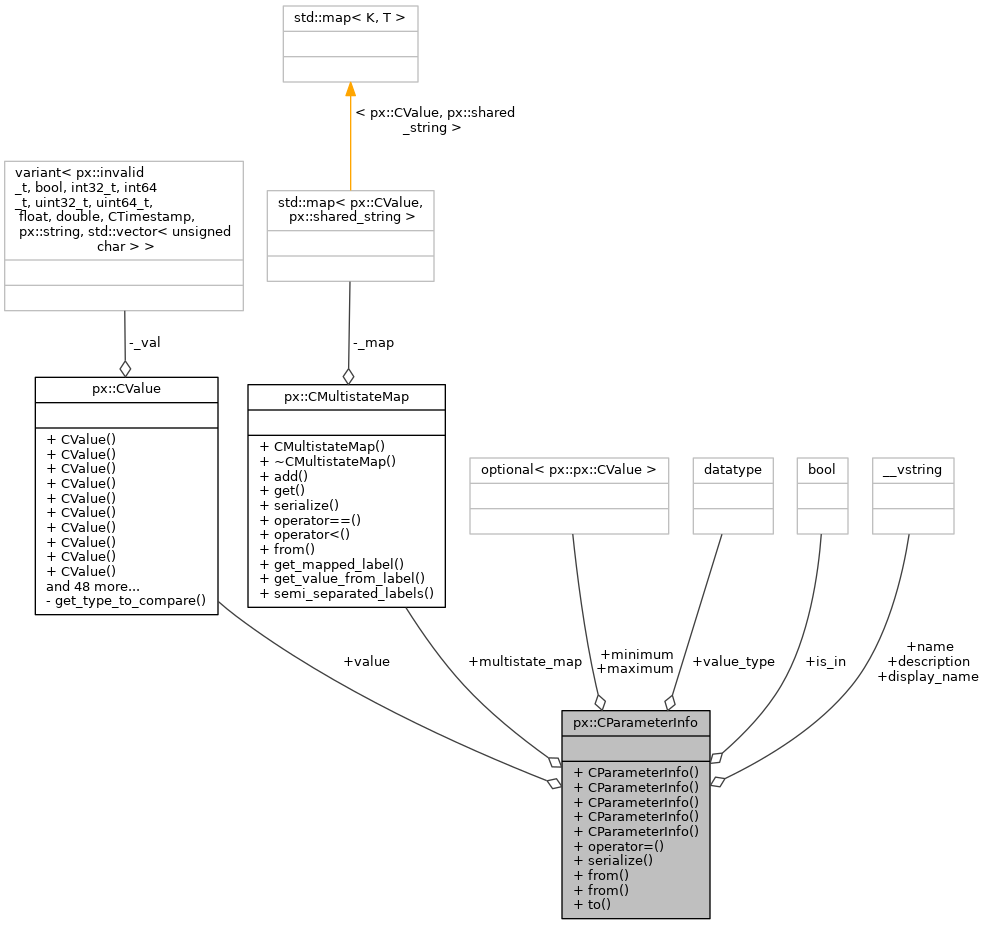 std::map< K, T >
< px::CValue, px::shared
_string >
variant< px::invalid
_t, bool, int32_t, int64
_t, uint32_t, uint64_t,
float, double, CTimestamp,
px::string, std::vector< unsigned
char > >
std::map< px::CValue,
px::shared_string >
-_val
-_map
px::CValue
+ CValue()
+ CValue()
+ CValue()
+ CValue()
+ CValue()
+ CValue()
+ CValue()
+ CValue()
+ CValue()
+ CValue()
and 48 more...
- get_type_to_compare()
px::CMultistateMap
+ CMultistateMap()
+ ~CMultistateMap()
+ add()
+ get()
+ serialize()
+ operator==()
+ operator<()
+ from()
+ get_mapped_label()
+ get_value_from_label()
+ semi_separated_labels()
optional< px::px::CValue >
datatype
bool
__vstring
+value
+multistate_map
+minimum
+maximum
+value_type
+is_in
+name
+description
+display_name
px::CParameterInfo
+ CParameterInfo()
+ CParameterInfo()
+ CParameterInfo()
+ CParameterInfo()
+ CParameterInfo()
+ operator=()
+ serialize()
+ from()
+ from()
+ to()